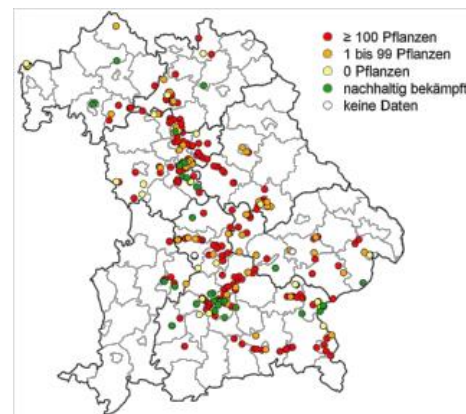 ≥ 100 Pflanzen
1 bis 99 Pflanzen
0 Pflanzen
nachhaltig bekämpft
keine Daten